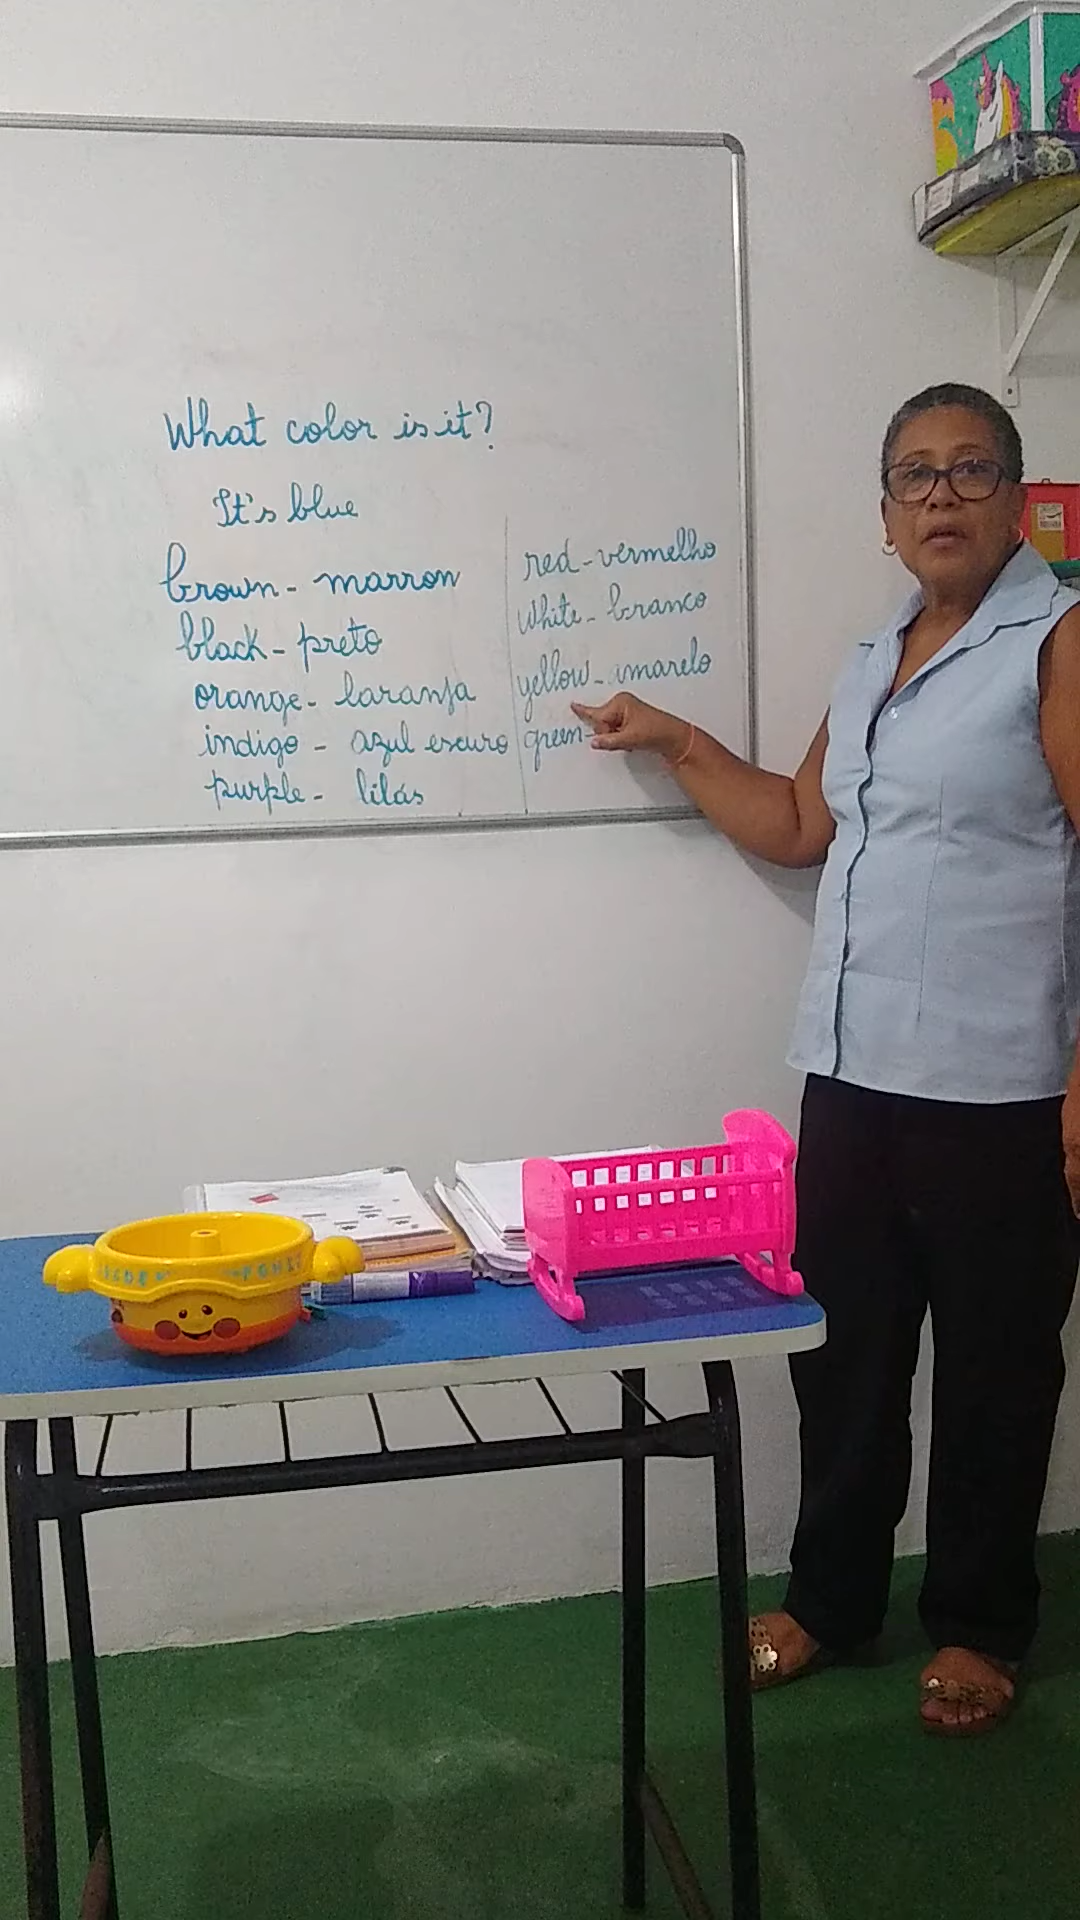 What color is it?
It's blue
brown - marron
black - preto
orange - laranja
indigo - azul escuro
purple - lilás
red - vermelho
White - branco
yellow - amarelo
green -